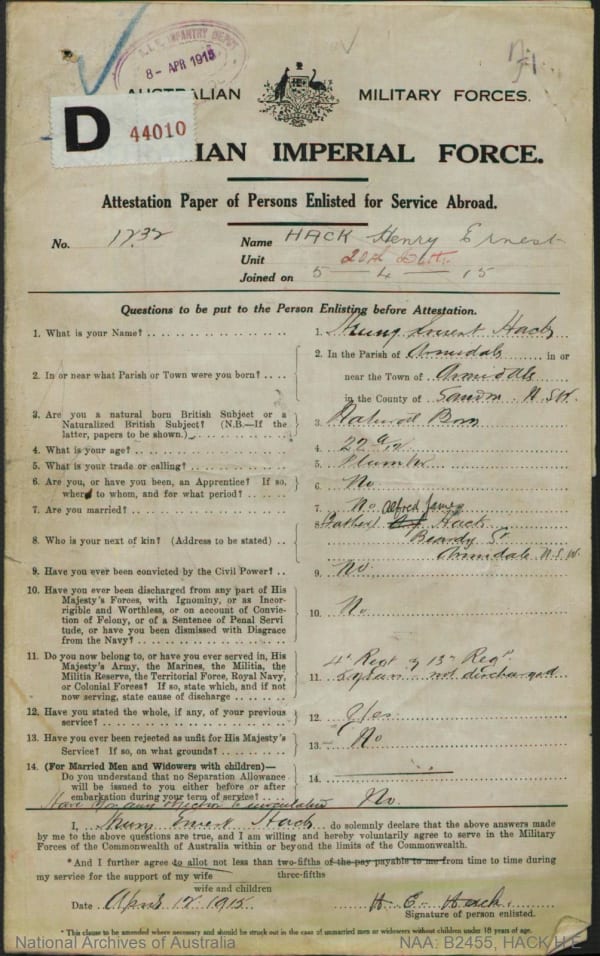 A.I.F. INFANTRY DEPOT
8- APR 1915
AUSTRALIAN MILITARY FORCES.
D 44010
IAN IMPERIAL FORCE.
Attestation Paper of Persons Enlisted for Service Abroad.
No. 1732 Name HACK Henry Ernest
Unit 20th Btn.
Joined on 5 — 4 — 15
Questions to be put to the Person Enlisting before Attestation.
1. What is your Name? 1. Henry Ernest Hack
2. In or near what Parish or Town were you born? 2. In the Parish of Armidale in or
near the Town of Armidale
in the County of Sandon N.S.W.
3. Are you a natural born British Subject or a
Naturalized British Subject? (N.B.—If the
latter, papers to be shown.) 3. Natural Born
4. What is your age? 4. 22
5. What is your trade or calling? 5. Plumber
6. Are you, or have you been, an Apprentice? If so,
where, to whom, and for what period? 6. No
7. Are you married? 7. No
8. Who is your next of kin? (Address to be stated) 8. Father Alfred James Hack
Beardy St
Armidale N.S.W.
9. Have you ever been convicted by the Civil Power? 9. No
10. Have you ever been discharged from any part of His
Majesty's Forces, with Ignominy, or as Incor-
rigible and Worthless, or on account of Convic-
tion of Felony, or of a Sentence of Penal Servi
tude, or have you been dismissed with Disgrace
from the Navy? 10. No
11. Do you now belong to, or have you ever served in, His
Majesty's Army, the Marines, the Militia, the
Militia Reserve, the Territorial Force, Royal Navy,
or Colonial Forces? If so, state which, and if not
now serving, state cause of discharge 11. 4th Regt 13th Regt
years not discharged
12. Have you stated the whole, if any, of your previous
service? 12. Yes
13. Have you ever been rejected as unfit for His Majesty's
Service? If so, on what grounds? 13. No
14. (For Married Men and Widowers with children)—
Do you understand that no Separation Allowance
will be issued to you either before or after
embarkation during your term of service? 14.
Have you any objection to inoculation No.
I, Henry Ernest Hack do solemnly declare that the above answers made
by me to the above questions are true, and I am willing and hereby voluntarily agree to serve in the Military
Forces of the Commonwealth of Australia within or beyond the limits of the Commonwealth.
*And I further agree to allot not less than two-fifths of the pay payable to me from time to time during
three-fifths
my service for the support of my wife
wife and children
Date April 12 1915. H. E. Hack.
Signature of person enlisted.
* This clause to be amended where necessary and should be struck out in the case of unmarried men or widowers without children under 18 years of age.
National Archives of Australia NAA: B2455, HACK H E